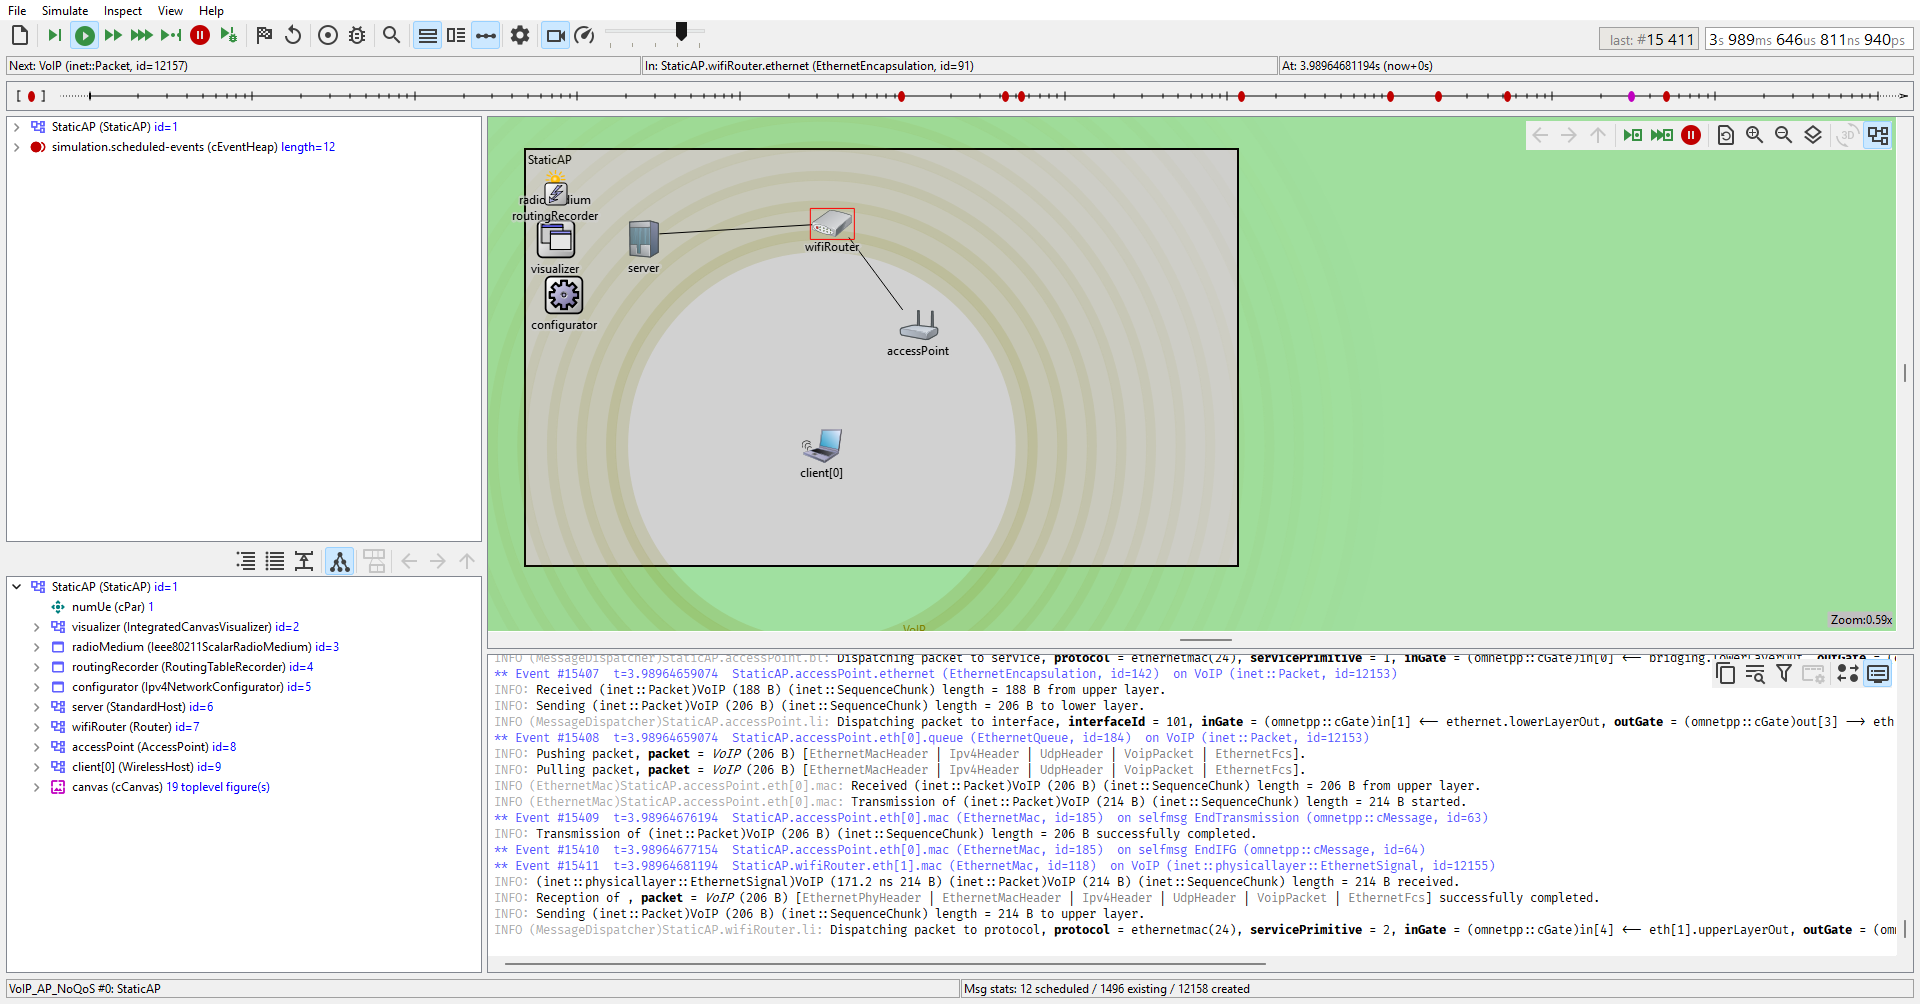 File Simulate Inspect View Help
last: #15 411
3s 989ms 646us 811ns 940ps
Next: VoIP (inet::Packet, id=12157)
In: StaticAP.wifiRouter.ethernet (EthernetEncapsulation, id=91)
At: 3.98964681194s (now+0s)
StaticAP (StaticAP) id=1
simulation.scheduled-events (cEventHeap) length=12
StaticAP (StaticAP) id=1
numUe (cPar) 1
visualizer (IntegratedCanvasVisualizer) id=2
radioMedium (Ieee80211ScalarRadioMedium) id=3
routingRecorder (RoutingTableRecorder) id=4
configurator (Ipv4NetworkConfigurator) id=5
server (StandardHost) id=6
wifiRouter (Router) id=7
accessPoint (AccessPoint) id=8
client[0] (WirelessHost) id=9
canvas (cCanvas) 19 toplevel figure(s)
3D
StaticAP
routingRecorder
visualizer
configurator
server
wifiRouter
accessPoint
client[0]
VoIP
Zoom:0.59x
INFO (MessageDispatcher)StaticAP.accessPoint.bl: Dispatching packet to service, protocol = ethernetmac(24), servicePrimitive = 1, inGate = (omnetpp::cGate)in[0] <-- bridging.lowerLayerOut, outGate = (
** Event #15407 t=3.98964659074 StaticAP.accessPoint.ethernet (EthernetEncapsulation, id=142) on VoIP (inet::Packet, id=12153)
INFO: Received (inet::Packet)VoIP (188 B) (inet::SequenceChunk) length = 188 B from upper layer.
INFO: Sending (inet::Packet)VoIP (206 B) (inet::SequenceChunk) length = 206 B to lower layer.
INFO (MessageDispatcher)StaticAP.accessPoint.li: Dispatching packet to interface, interfaceId = 101, inGate = (omnetpp::cGate)in[1] <-- ethernet.lowerLayerOut, outGate = (omnetpp::cGate)out[3] --> eth
** Event #15408 t=3.98964659074 StaticAP.accessPoint.eth[0].queue (EthernetQueue, id=184) on VoIP (inet::Packet, id=12153)
INFO: Pushing packet, packet = VoIP (206 B) [EthernetMacHeader | Ipv4Header | UdpHeader | VoipPacket | EthernetFcs].
INFO: Pulling packet, packet = VoIP (206 B) [EthernetMacHeader | Ipv4Header | UdpHeader | VoipPacket | EthernetFcs].
INFO (EthernetMac)StaticAP.accessPoint.eth[0].mac: Received (inet::Packet)VoIP (206 B) (inet::SequenceChunk) length = 206 B from upper layer.
INFO (EthernetMac)StaticAP.accessPoint.eth[0].mac: Transmission of (inet::Packet)VoIP (214 B) (inet::SequenceChunk) length = 214 B started.
** Event #15409 t=3.98964676194 StaticAP.accessPoint.eth[0].mac (EthernetMac, id=185) on selfmsg EndTransmission (omnetpp::cMessage, id=63)
INFO: Transmission of (inet::Packet)VoIP (206 B) (inet::SequenceChunk) length = 206 B successfully completed.
** Event #15410 t=3.98964677154 StaticAP.accessPoint.eth[0].mac (EthernetMac, id=185) on selfmsg EndIFG (omnetpp::cMessage, id=64)
** Event #15411 t=3.98964681194 StaticAP.wifiRouter.eth[1].mac (EthernetMac, id=118) on VoIP (inet::physicallayer::EthernetSignal, id=12155)
INFO: (inet::physicallayer::EthernetSignal)VoIP (171.2 ns 214 B) (inet::Packet)VoIP (214 B) (inet::SequenceChunk) length = 214 B received.
INFO: Reception of , packet = VoIP (206 B) [EthernetPhyHeader | EthernetMacHeader | Ipv4Header | UdpHeader | VoipPacket | EthernetFcs] successfully completed.
INFO: Sending (inet::Packet)VoIP (206 B) (inet::SequenceChunk) length = 214 B to upper layer.
INFO (MessageDispatcher)StaticAP.wifiRouter.li: Dispatching packet to protocol, protocol = ethernetmac(24), servicePrimitive = 2, inGate = (omnetpp::cGate)in[4] <-- eth[1].upperLayerOut, outGate = (om
VoIP_AP_NoQoS #0: StaticAP
Msg stats: 12 scheduled / 1496 existing / 12158 created